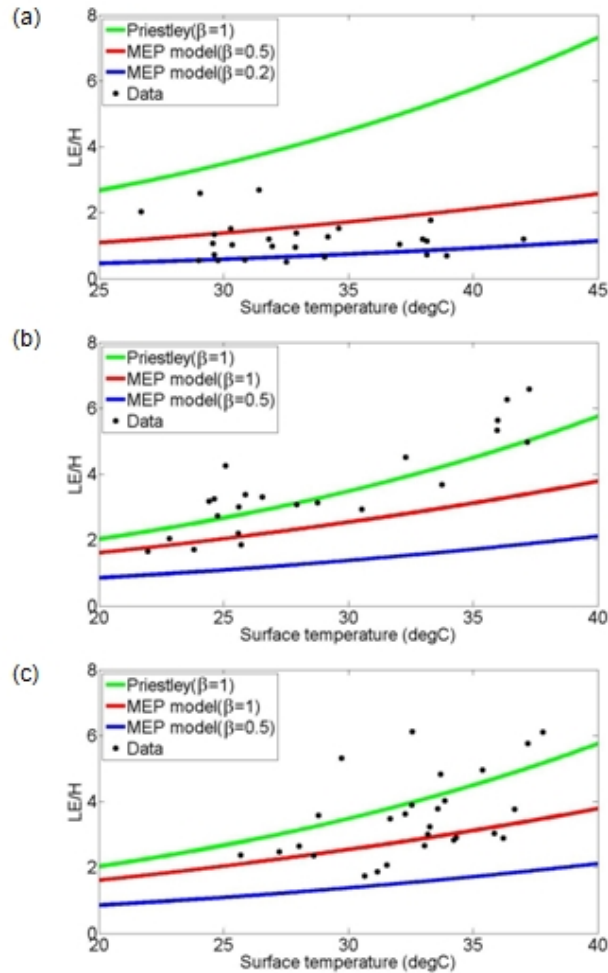 (a)
8
6
4
2
0
LE/H
Priestley(β=1)
MEP model(β=0.5)
MEP model(β=0.2)
Data
25 30 35 40 45
Surface temperature (degC)
(b)
8
6
4
2
0
LE/H
Priestley(β=1)
MEP model(β=1)
MEP model(β=0.5)
Data
20 25 30 35 40
Surface temperature (degC)
(c)
8
6
4
2
0
LE/H
Priestley(β=1)
MEP model(β=1)
MEP model(β=0.5)
Data
20 25 30 35 40
Surface temperature (degC)